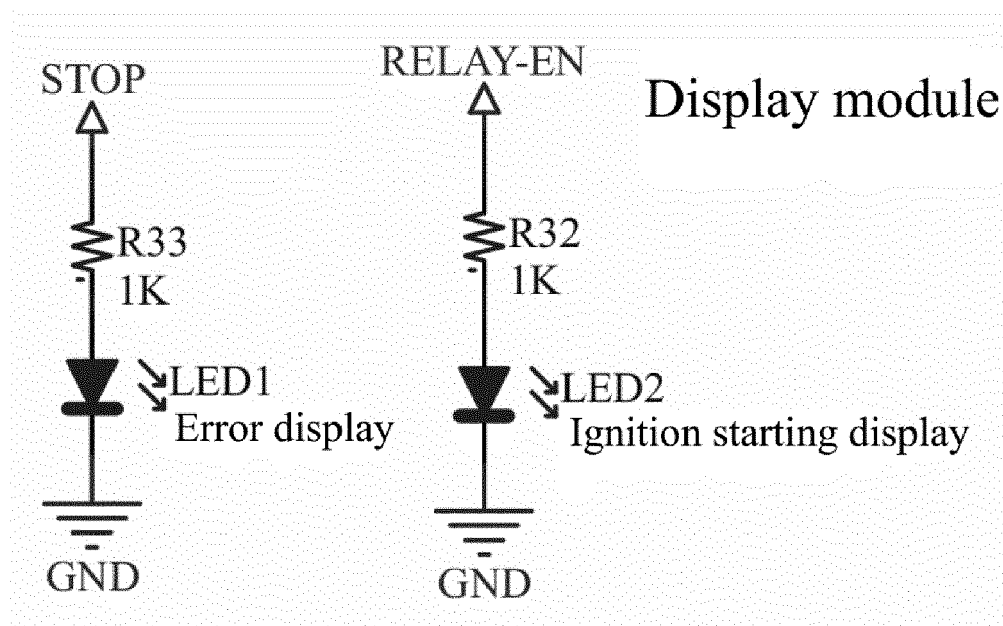 STOP
R33
1K
LED1
Error display
GND
RELAY-EN
R32
1K
LED2
Ignition starting display
GND
Display module